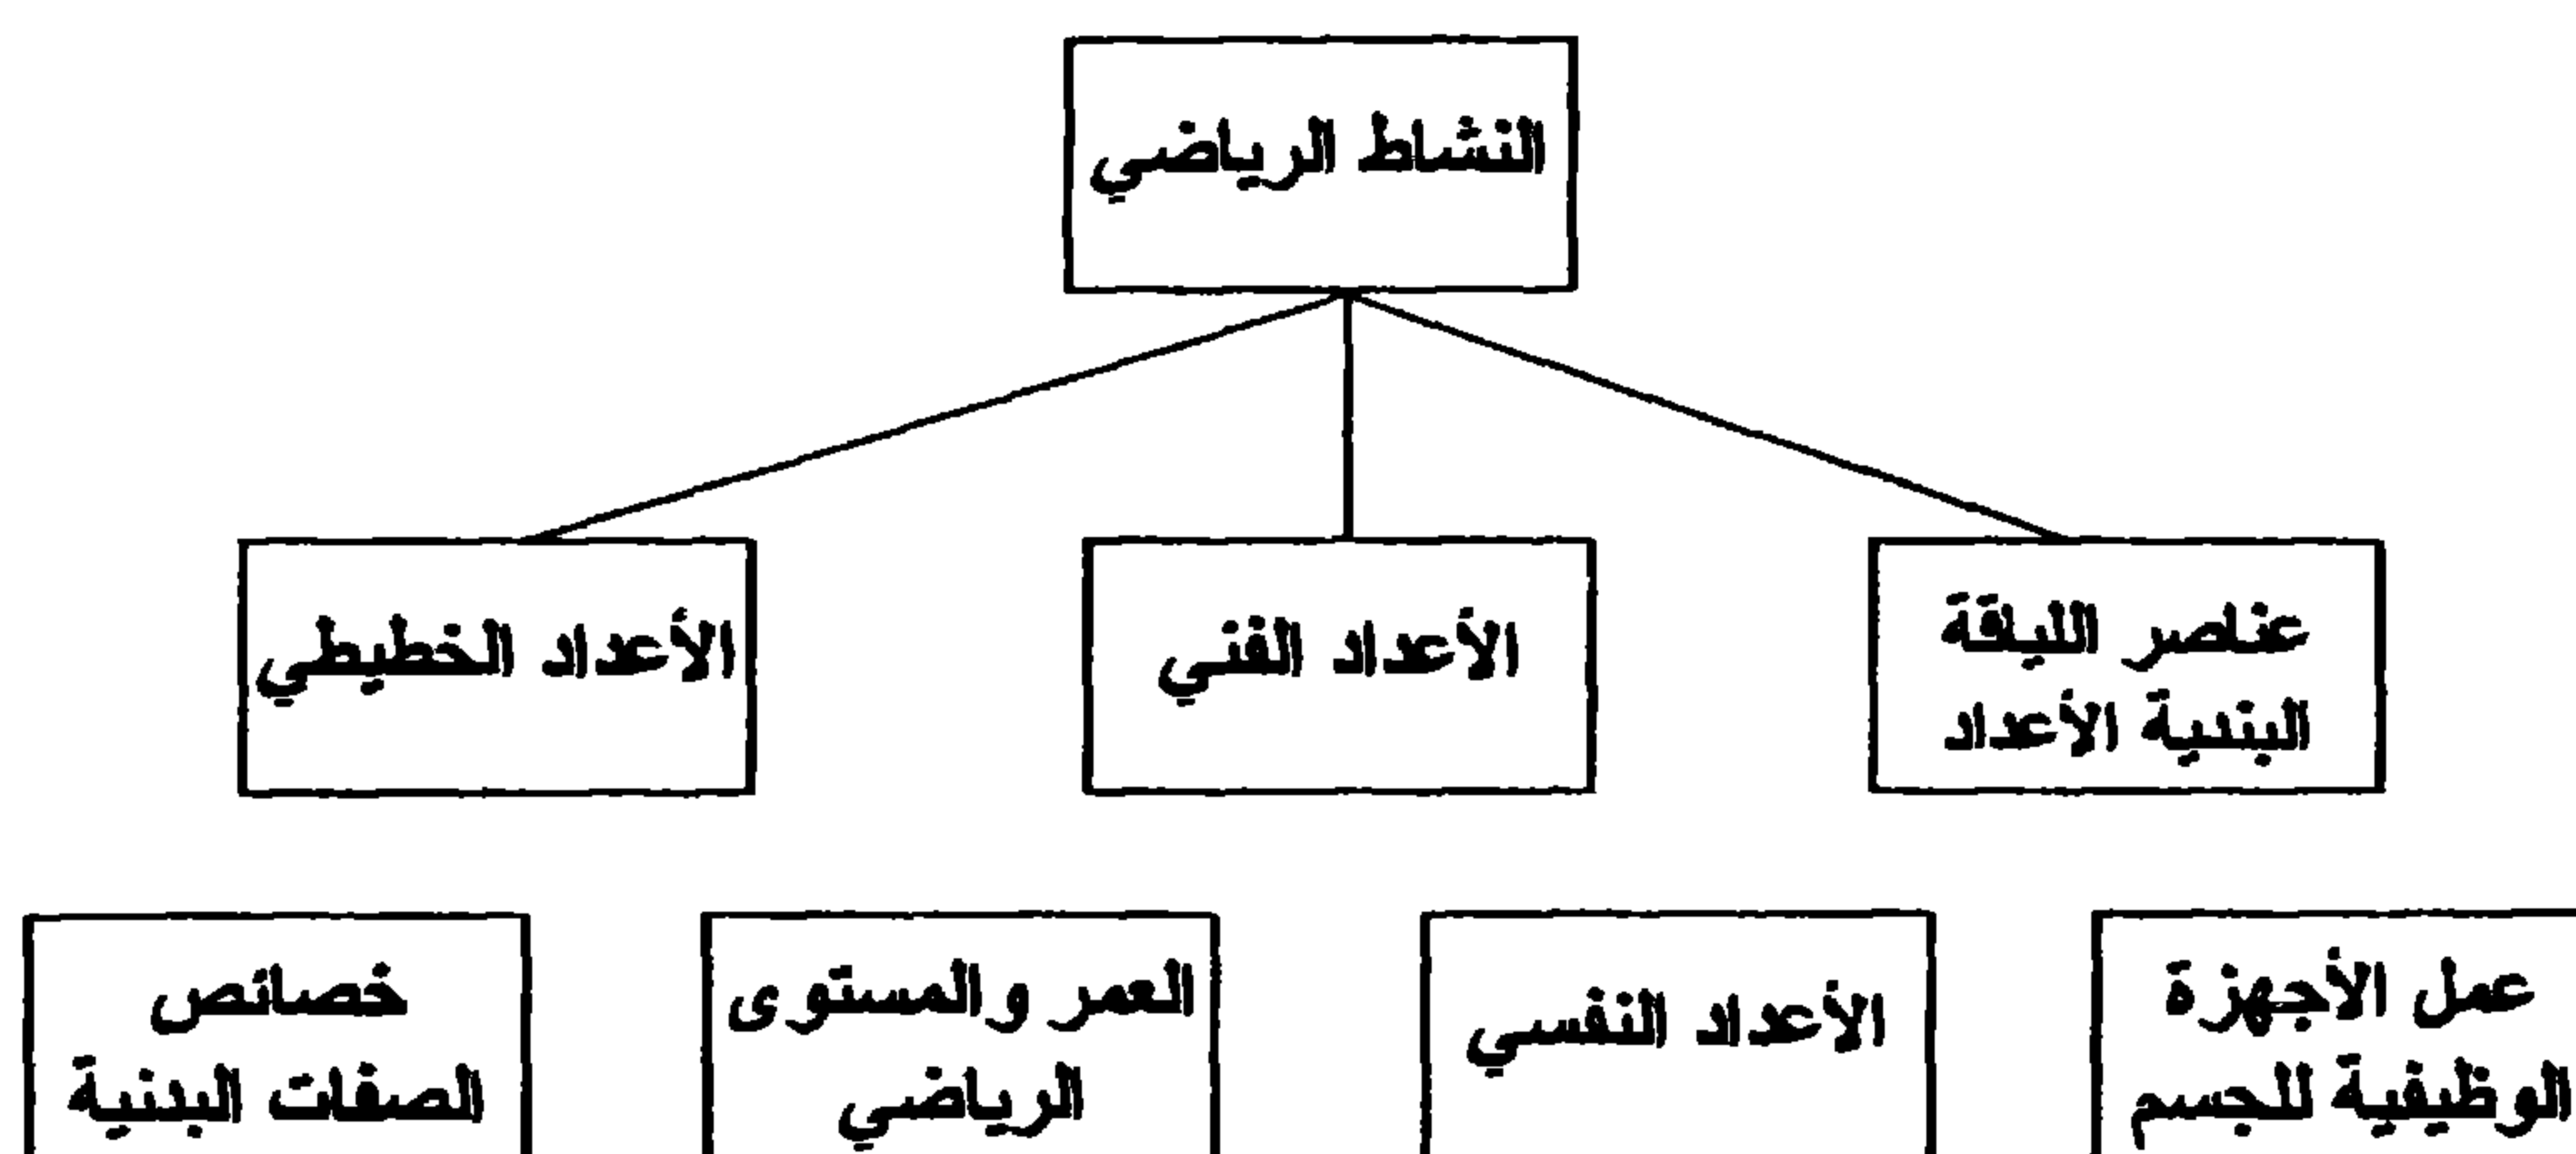 النشاط الرياضي
عناصر اللياقة
البتدية الأعداد
الأعداد الفني
الأعداد الخطيطي
عمل الأجهزة
الوظيفية للجسم
الأعداد النفسي
العمر والمستوى
الرياضي
خصائص
الصفات البدنية